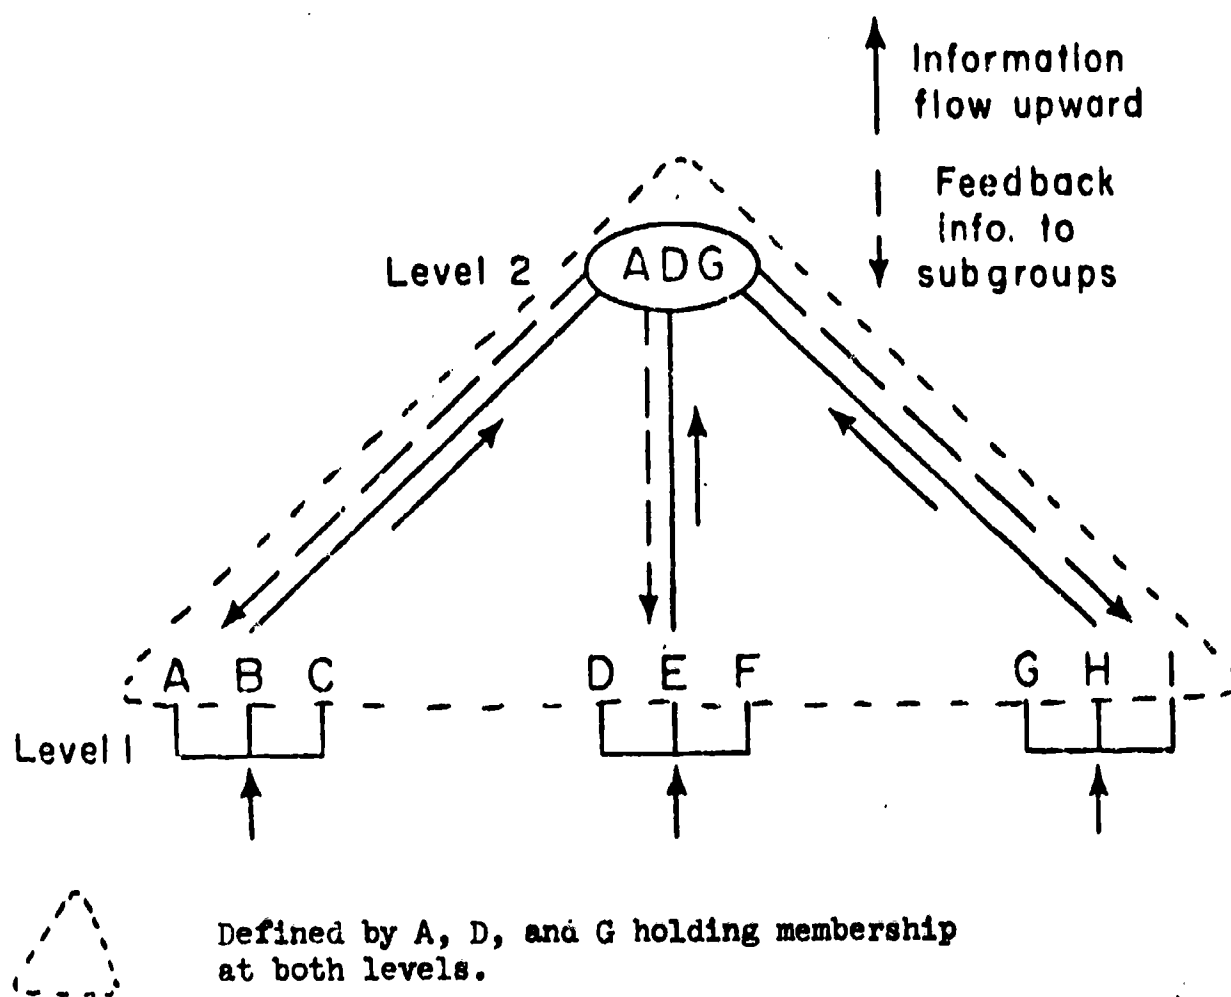 Information
flow upward
Feedback
Info. to
subgroups
Level 2
ADG
A B C D E F G H I
Level 1
Defined by A, D, and G holding membership
at both levels.